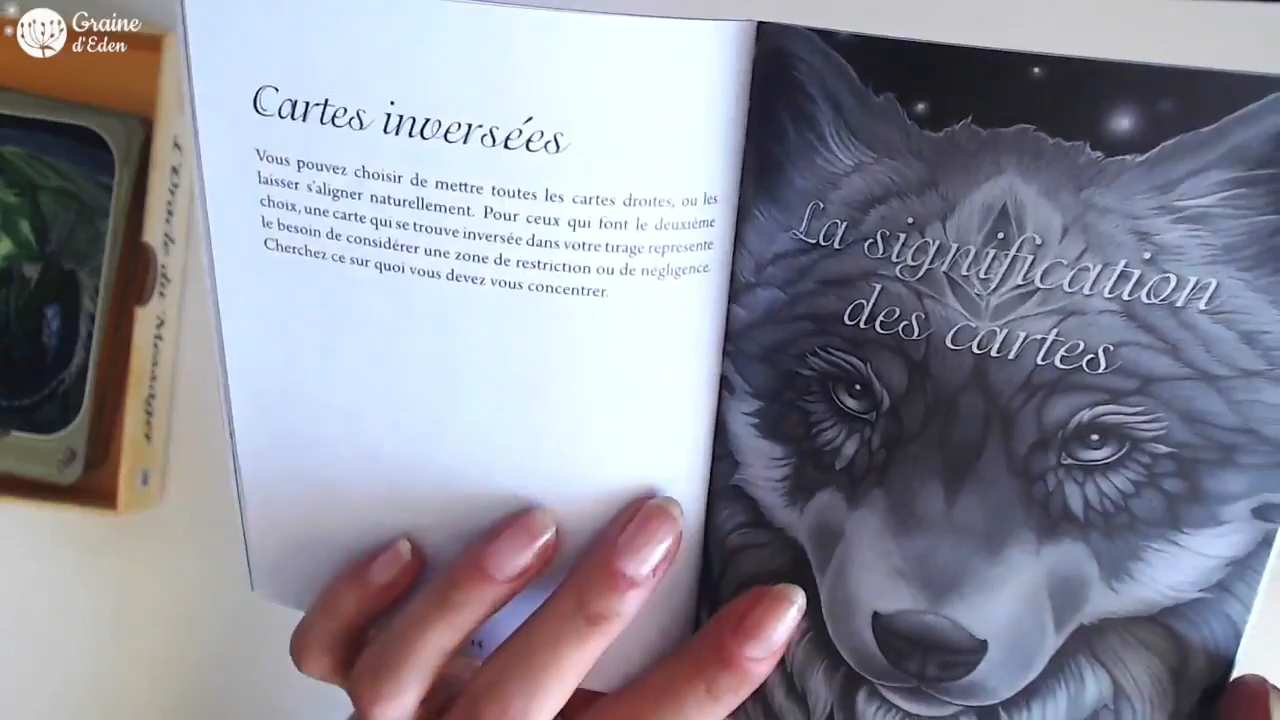 Graine
d'Eden
Cartes inversées
Vous pouvez choisir de mettre toutes les cartes droites, ou les
laisser s'aligner naturellement. Pour ceux qui font le deuxième
choix, une carte qui se trouve inversée dans votre tirage représente
le besoin de considérer une zone de restriction ou de négligence.
Cherchez ce sur quoi vous devez vous concentrer.
La signification
des cartes
L'Oracle du Messager